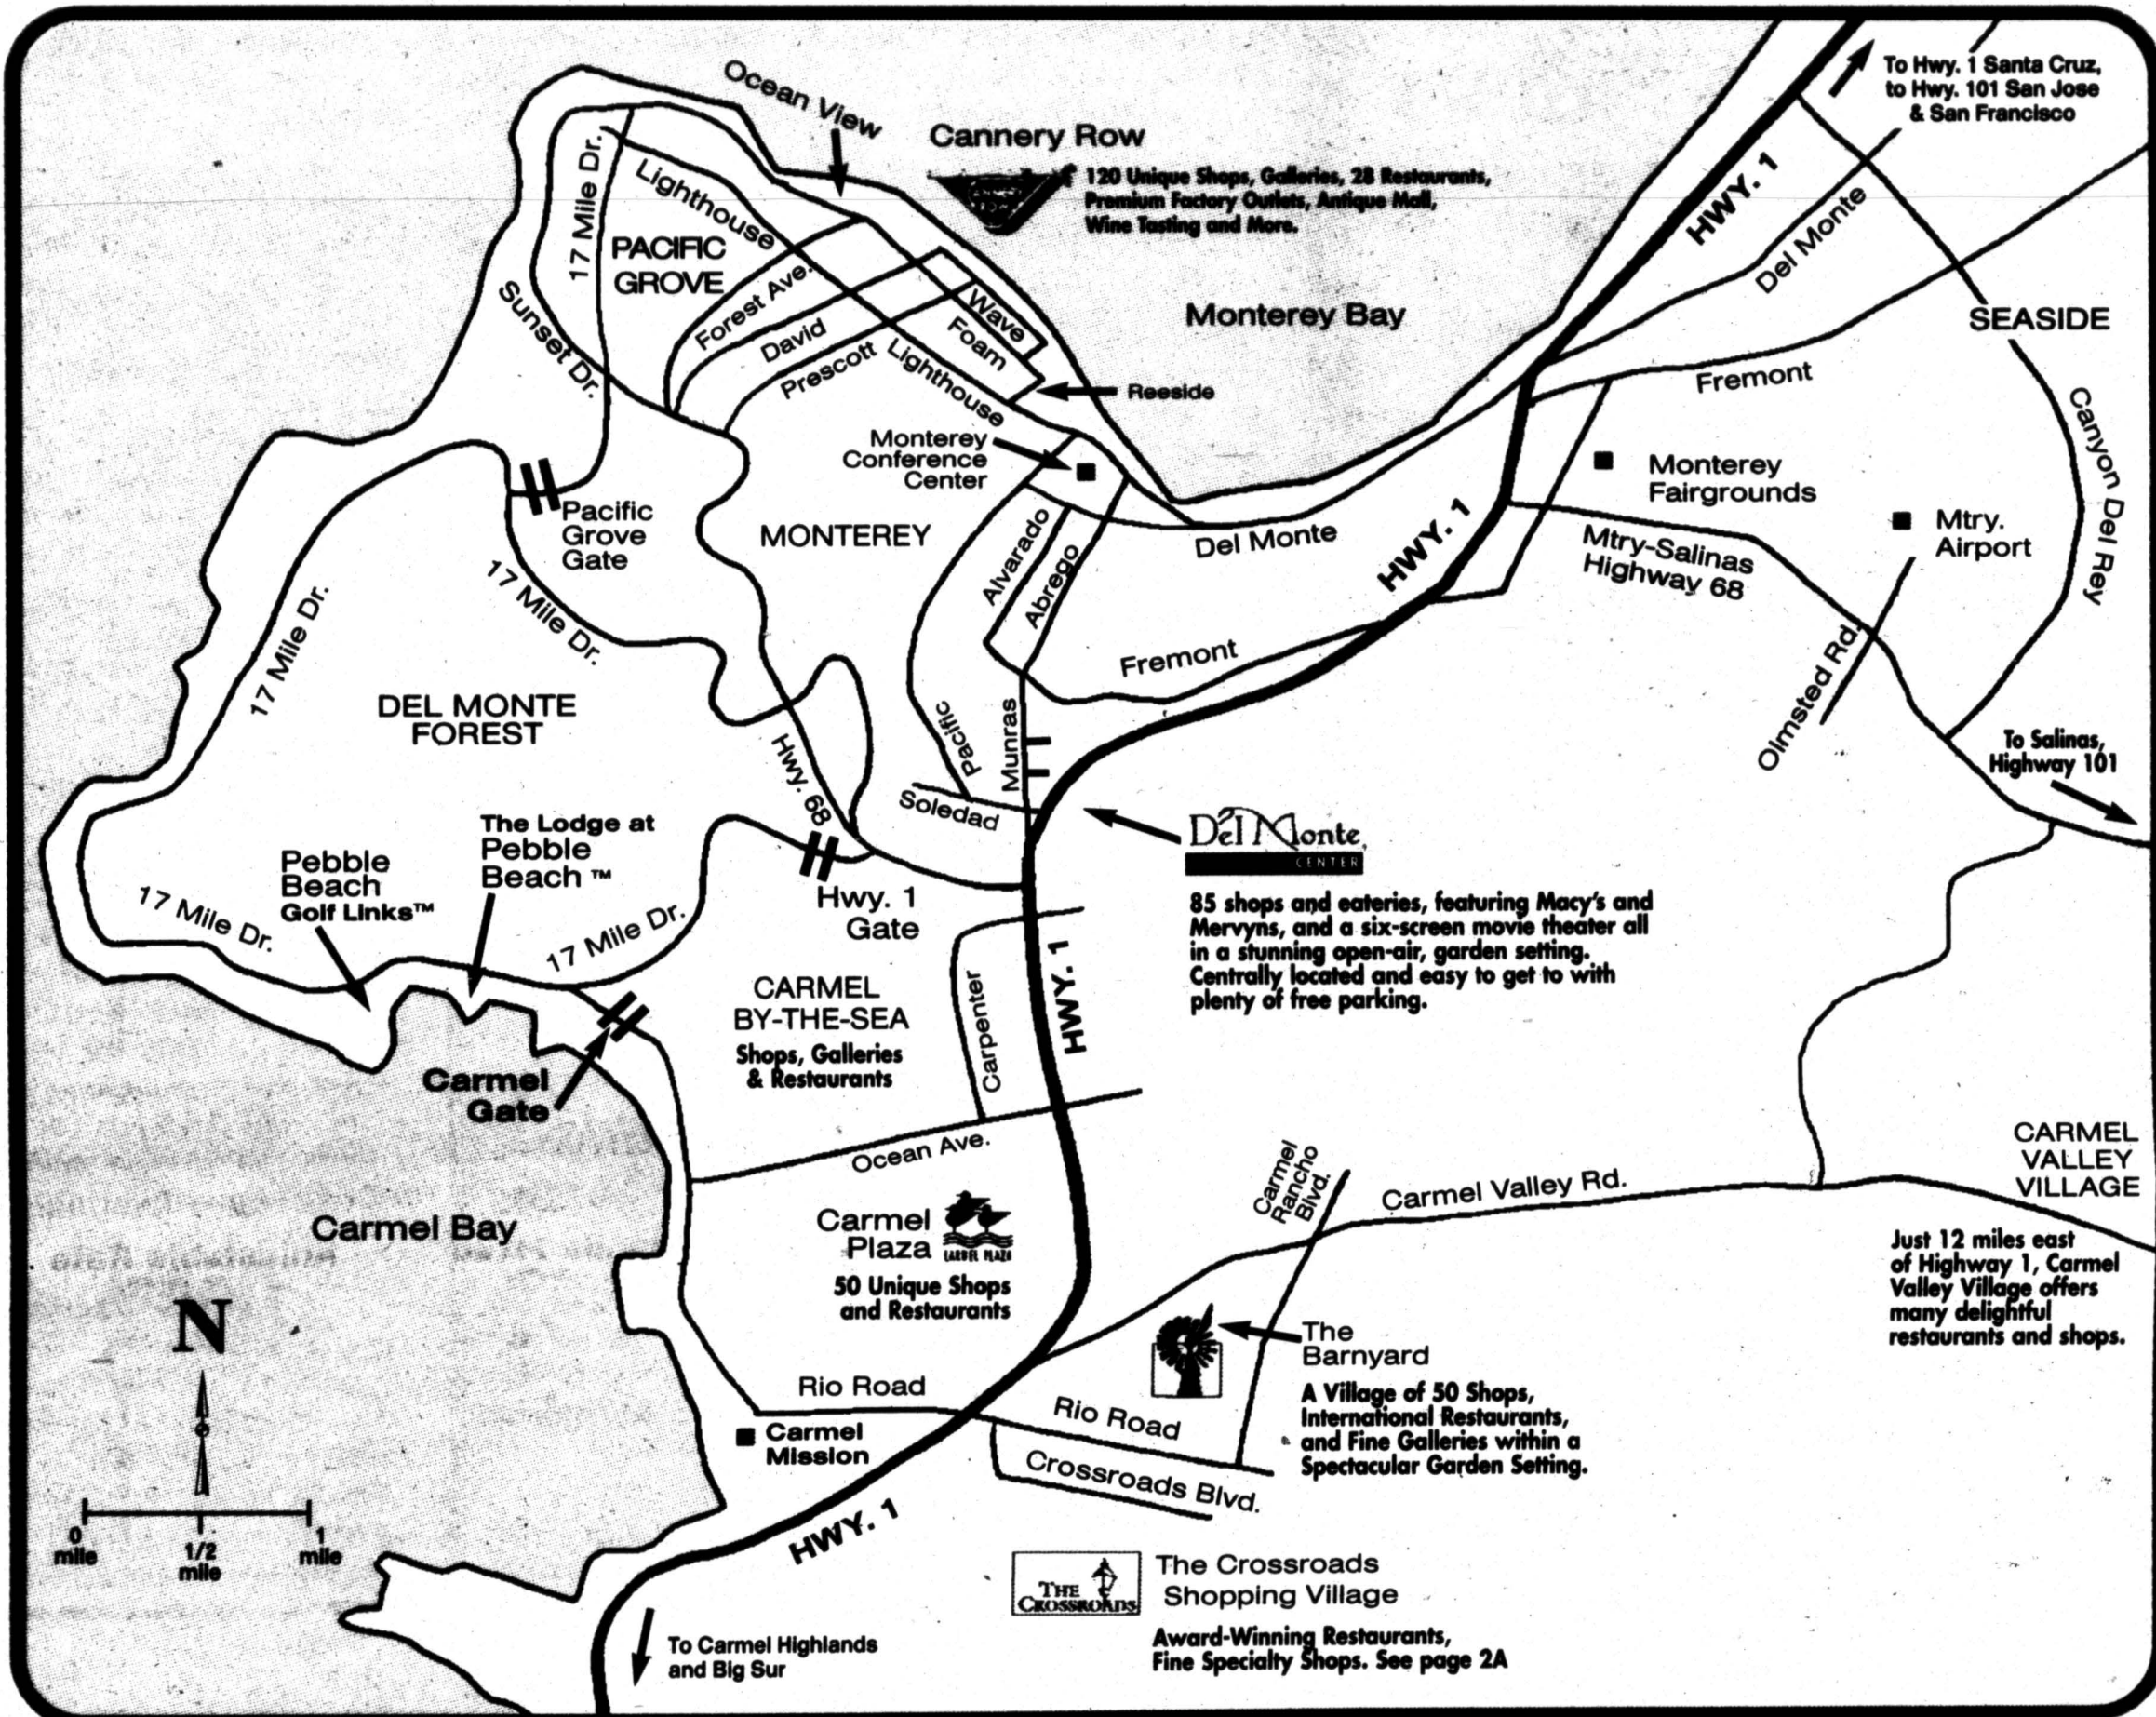 To Hwy. 1 Santa Cruz,
to Hwy. 101 San Jose
& San Francisco
Ocean View
Cannery Row
120 Unique Shops, Galleries, 28 Restaurants,
Premium Factory Outlets, Antique Mall,
Wine Tasting and More.
HWY. 1
17 Mile Dr.
Lighthouse
PACIFIC
GROVE
Del Monte
Forest Ave.
Sunset Dr.
David
Prescott
Lighthouse
Wave
Foam
Reeside
Monterey Bay
SEASIDE
Fremont
Canyon Del Rey
Monterey
Conference
Center
Monterey
Fairgrounds
Mtry.
Airport
Pacific
Grove
Gate
MONTEREY
Alvarado
Abrego
Del Monte
HWY. 1
Mtry-Salinas
Highway 68
17 Mile Dr.
17 Mile Dr.
Fremont
Olmsted Rd.
DEL MONTE
FOREST
Pacific
Munras
Hwy. 68
Soledad
To Salinas,
Highway 101
Del Monte
CENTER
85 shops and eateries, featuring Macy's and
Mervyns, and a six-screen movie theater all
in a stunning open-air, garden setting.
Centrally located and easy to get to with
plenty of free parking.
The Lodge at
Pebble
Beach ™
Pebble
Beach
Golf Links™
17 Mile Dr.
17 Mile Dr.
Hwy. 1
Gate
CARMEL
BY-THE-SEA
Shops, Galleries
& Restaurants
Carpenter
HWY. 1
Carmel
Gate
Ocean Ave.
Carmel
Rancho
Blvd.
Carmel Valley Rd.
CARMEL
VALLEY
VILLAGE
Just 12 miles east
of Highway 1, Carmel
Valley Village offers
many delightful
restaurants and shops.
Carmel Bay
Carmel
Plaza
CARMEL PLAZA
50 Unique Shops
and Restaurants
N
The
Barnyard
A Village of 50 Shops,
International Restaurants,
and Fine Galleries within a
Spectacular Garden Setting.
Rio Road
Rio Road
Carmel
Mission
Crossroads Blvd.
HWY. 1
0
mile
1/2
mile
1
mile
THE
CROSSROADS
The Crossroads
Shopping Village
Award-Winning Restaurants,
Fine Specialty Shops. See page 2A
To Carmel Highlands
and Big Sur